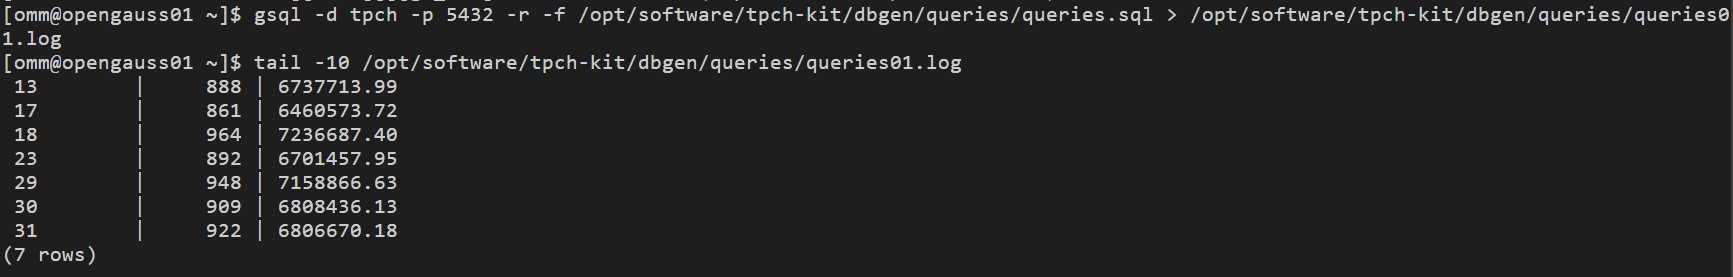 [omm@opengauss01 ~]$ gsql -d tpch -p 5432 -r -f /opt/software/tpch-kit/dbgen/queries/queries.sql > /opt/software/tpch-kit/dbgen/queries/queries0
1.log
[omm@opengauss01 ~]$ tail -10 /opt/software/tpch-kit/dbgen/queries/queries01.log
 13        |     888 | 6737713.99
 17        |     861 | 6460573.72
 18        |     964 | 7236687.40
 23        |     892 | 6701457.95
 29        |     948 | 7158866.63
 30        |     909 | 6808436.13
 31        |     922 | 6806670.18
(7 rows)